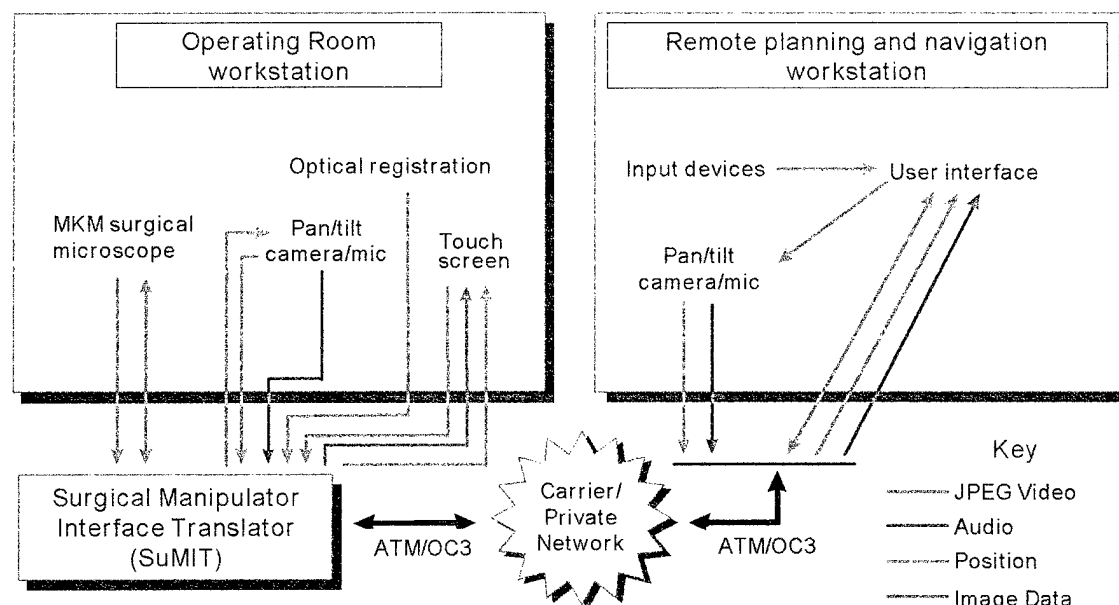 Operating Room
workstation
Optical registration
MKM surgical
microscope
Pan/tilt
camera/mic
Touch
screen
Remote planning and navigation
workstation
Input devices
User interface
Pan/tilt
camera/mic
Surgical Manipulator
Interface Translator
(SuMIT)
ATM/OC3
Carrier/
Private
Network
ATM/OC3
Key
JPEG Video
Audio
Position
Image Data